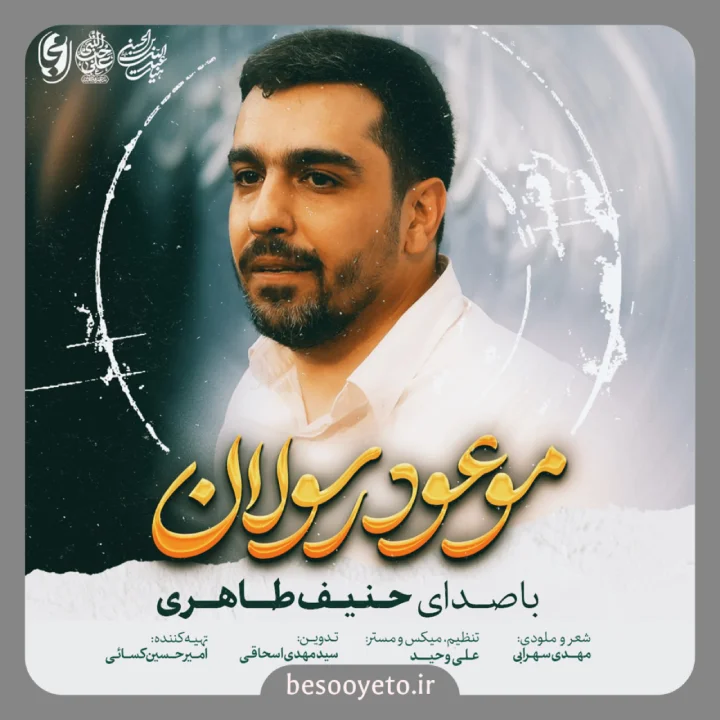 موعود رسولان
با صدای حنیف طاهری
شعر و ملودی:
مهدی سهرابی
تنظیم، میکس و مستر:
علی وحید
تدوین:
سیدمهدی اسحاقی
تهیه‌کننده:
امیرحسین کسائی
besooyeto.ir